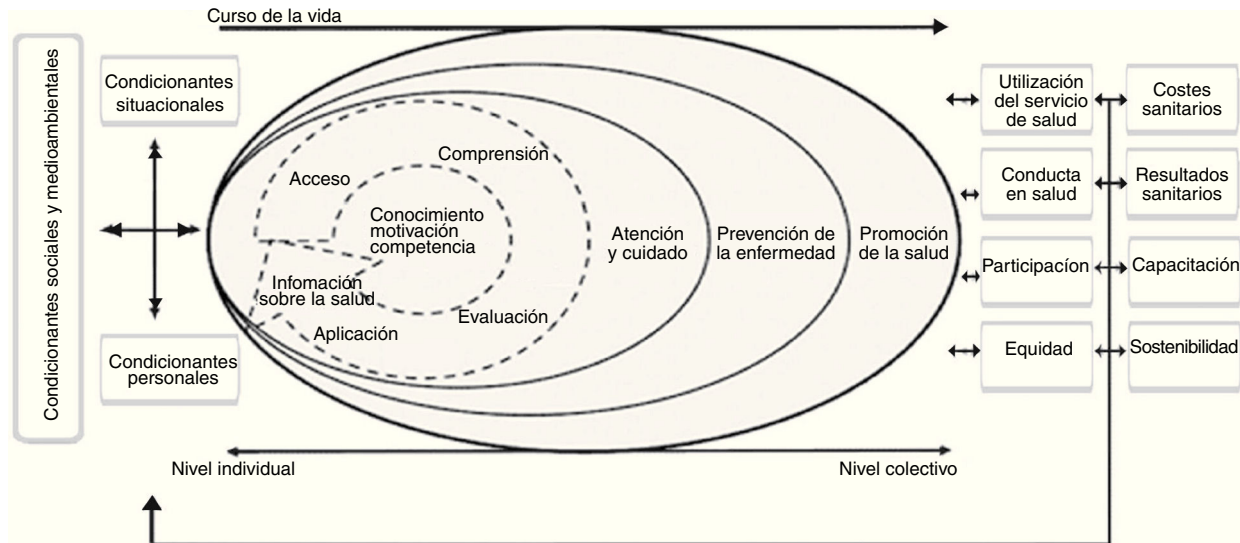 Curso de la vida
Condicionantes sociales y medioambientales
Condicionantes
situacionales
Condicionantes
personales
Acceso
Comprensión
Conocimiento
motivación
competencia
Infomación
sobre la salud
Aplicación
Evaluación
Atención
y cuidado
Prevención de
la enfermedad
Promoción
de la salud
Utilización
del servicio
de salud
Costes
sanitarios
Conducta
en salud
Resultados
sanitarios
Participacíon
Capacitación
Equidad
Sostenibilidad
Nivel individual
Nivel colectivo